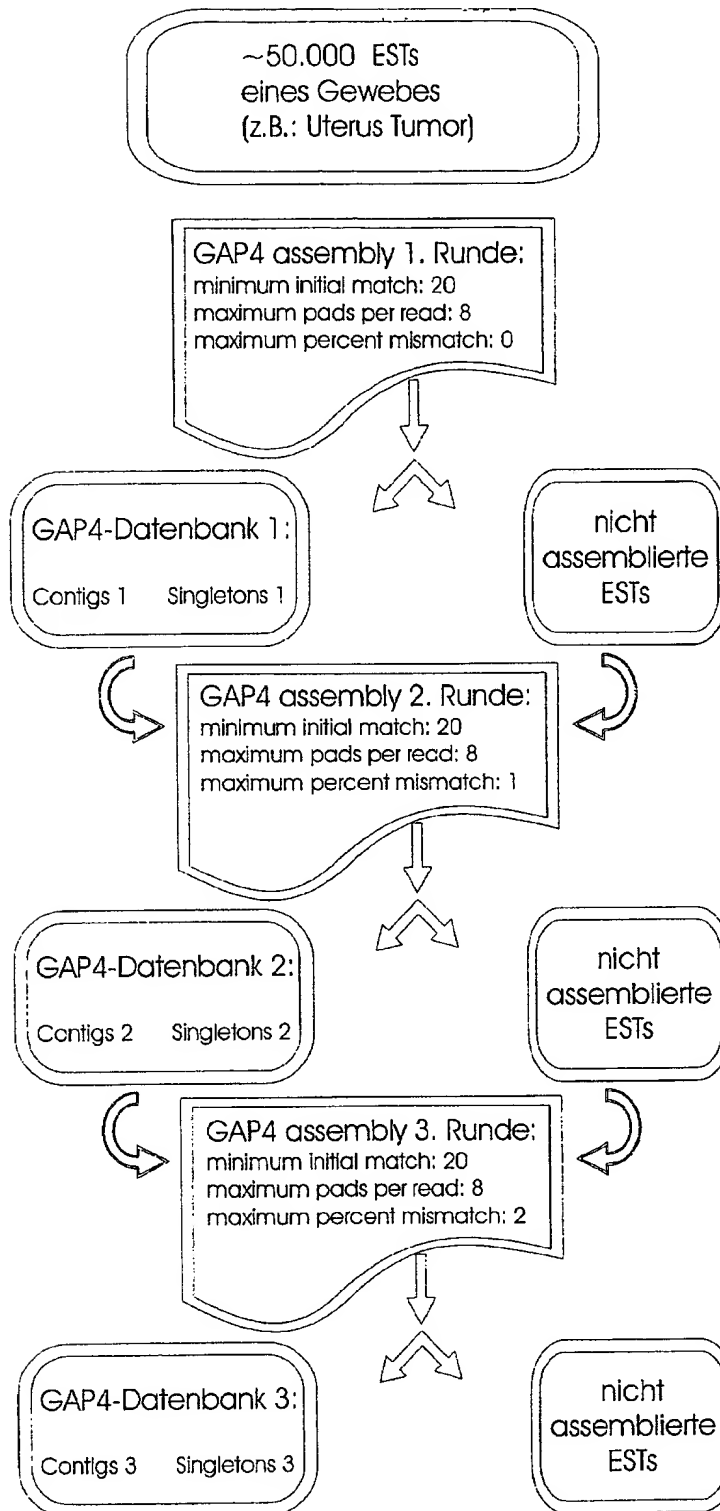 ~50.000 ESTs
eines Gewebes
(z.B.: Uterus Tumor)
GAP4 assembly 1. Runde:
minimum initial match: 20
maximum pads per read: 8
maximum percent mismatch: 0
GAP4-Datenbank 1:
Contigs 1 Singletons 1
nicht
assemblierte
ESTs
GAP4 assembly 2. Runde:
minimum initial match: 20
maximum pads per read: 8
maximum percent mismatch: 1
GAP4-Datenbank 2:
Contigs 2 Singletons 2
nicht
assemblierte
ESTs
GAP4 assembly 3. Runde:
minimum initial match: 20
maximum pads per read: 8
maximum percent mismatch: 2
GAP4-Datenbank 3:
Contigs 3 Singletons 3
nicht
assemblierte
ESTs